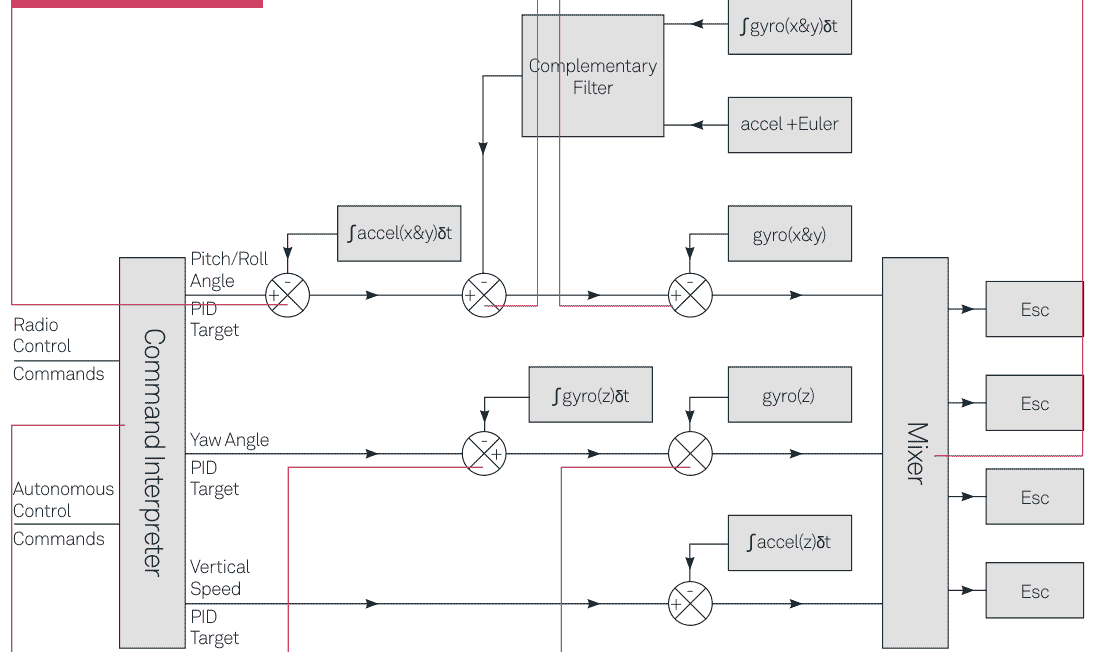 ∫gyro(x&y)δt
Complementary
Filter
accel +Euler
∫accel(x&y)δt
gyro(x&y)
Pitch/Roll
Angle
-
-
-
+
+
+
PID
Target
Esc
Radio
Control
Commands
Command Interpreter
∫gyro(z)δt
gyro(z)
Esc
Mixer
Yaw Angle
-
+
-
PID
Target
Autonomous
Control
Commands
Esc
∫accel(z)δt
Vertical
Speed
-
+
Esc
PID
Target